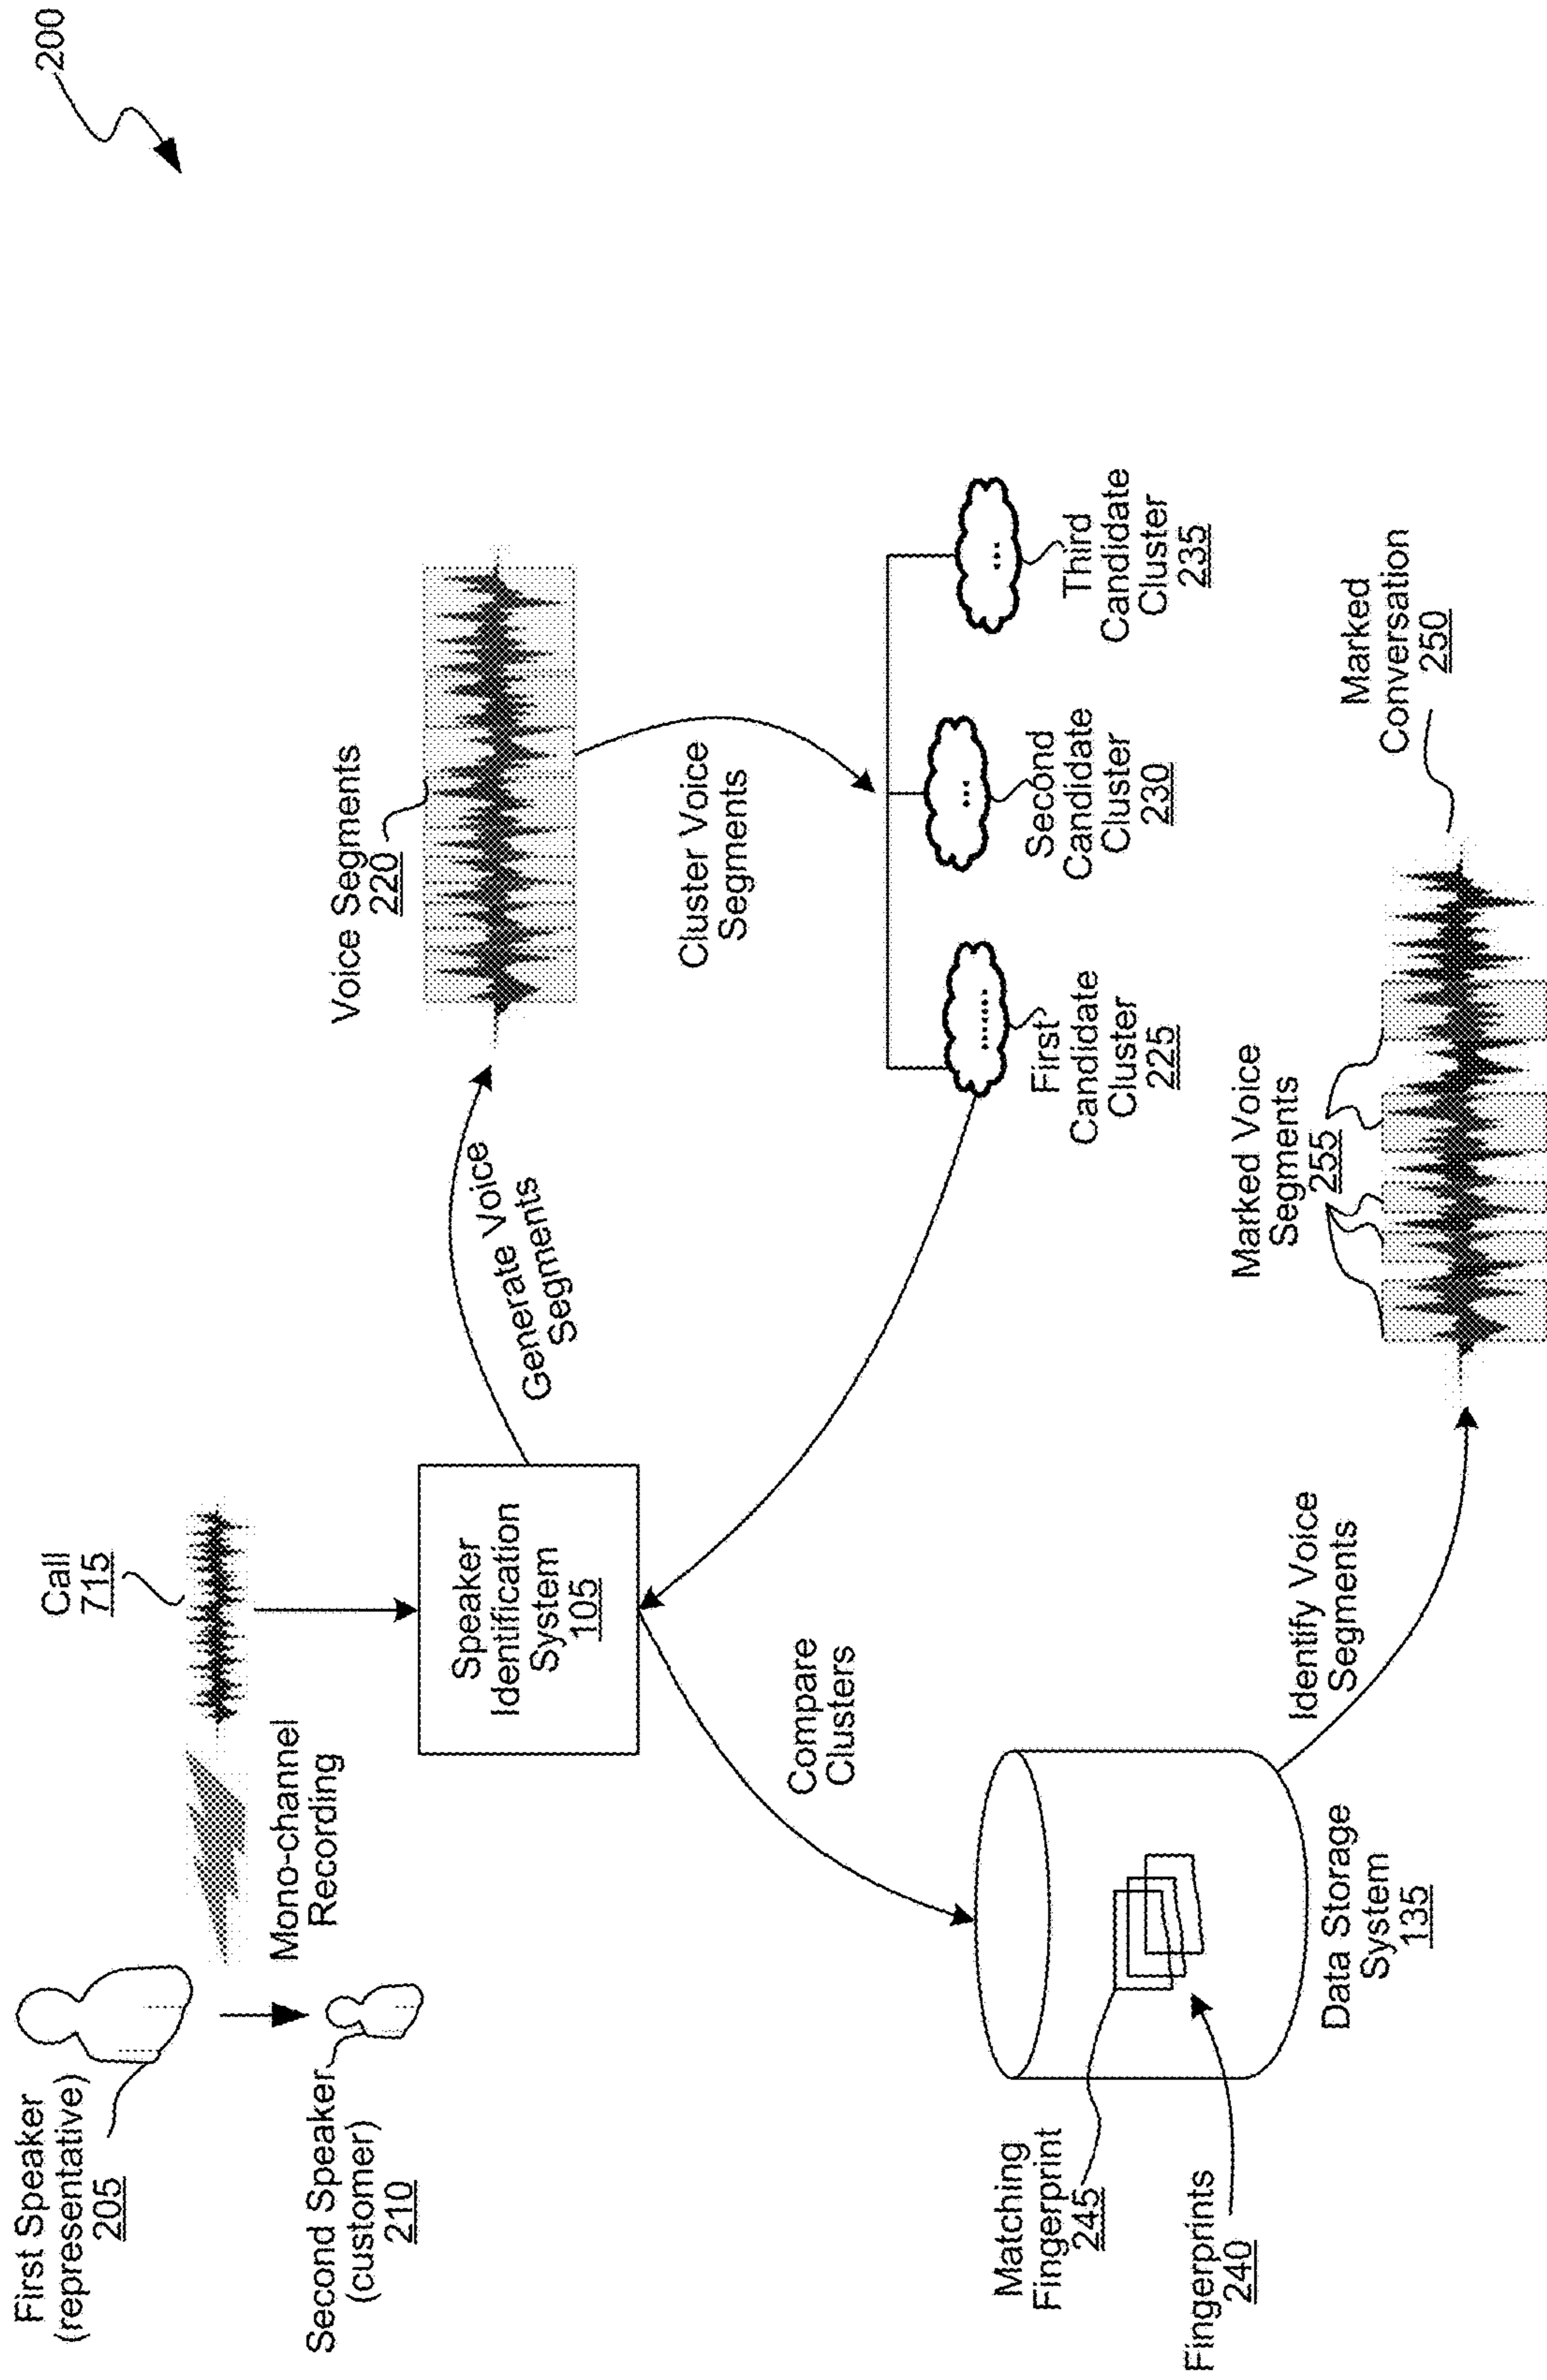 200
First Speaker
(representative)
205
Second Speaker
(customer)
210
Mono-channel
Recording
Call
715
Speaker
Identification
System
105
Generate Voice
Segments
Voice Segments
220
Cluster Voice
Segments
First
Candidate
Cluster
225
Second
Candidate
Cluster
230
Third
Candidate
Cluster
235
Compare
Clusters
Matching
Fingerprint
245
Fingerprints
240
Data Storage
System
135
Identify Voice
Segments
Marked Voice
Segments
255
Marked
Conversation
250